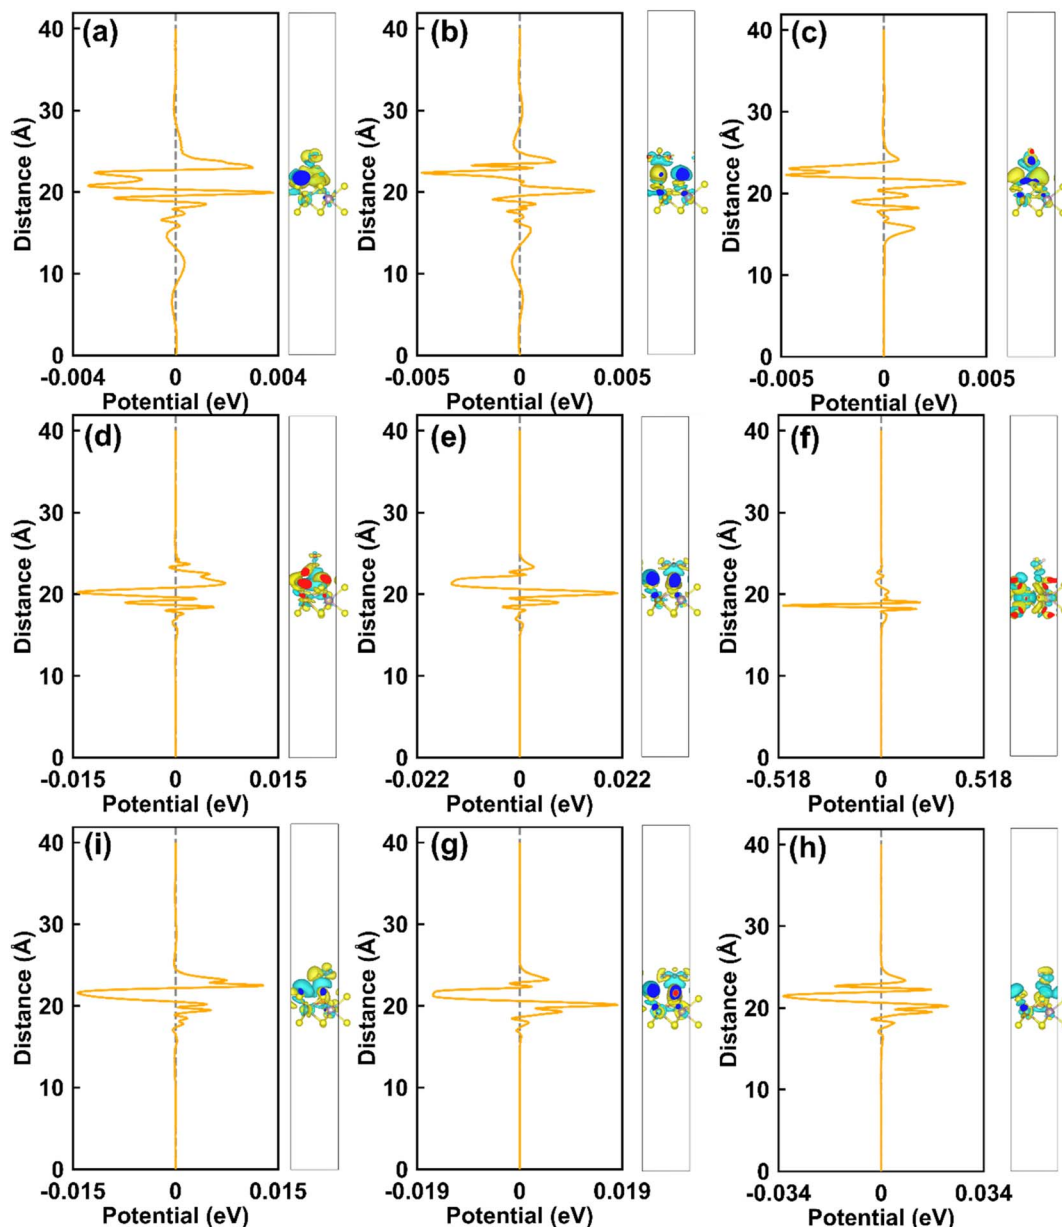 (a)
(b)
(c)
40
30
20
10
0
Distance (Å)
-0.004 0 0.004
Potential (eV)
40
30
20
10
0
Distance (Å)
-0.005 0 0.005
Potential (eV)
40
30
20
10
0
Distance (Å)
-0.005 0 0.005
Potential (eV)
(d)
(e)
(f)
40
30
20
10
0
Distance (Å)
-0.015 0 0.015
Potential (eV)
40
30
20
10
0
Distance (Å)
-0.022 0 0.022
Potential (eV)
40
30
20
10
0
Distance (Å)
-0.518 0 0.518
Potential (eV)
(i)
(g)
(h)
40
30
20
10
0
Distance (Å)
-0.015 0 0.015
Potential (eV)
40
30
20
10
0
Distance (Å)
-0.019 0 0.019
Potential (eV)
40
30
20
10
0
Distance (Å)
-0.034 0 0.034
Potential (eV)